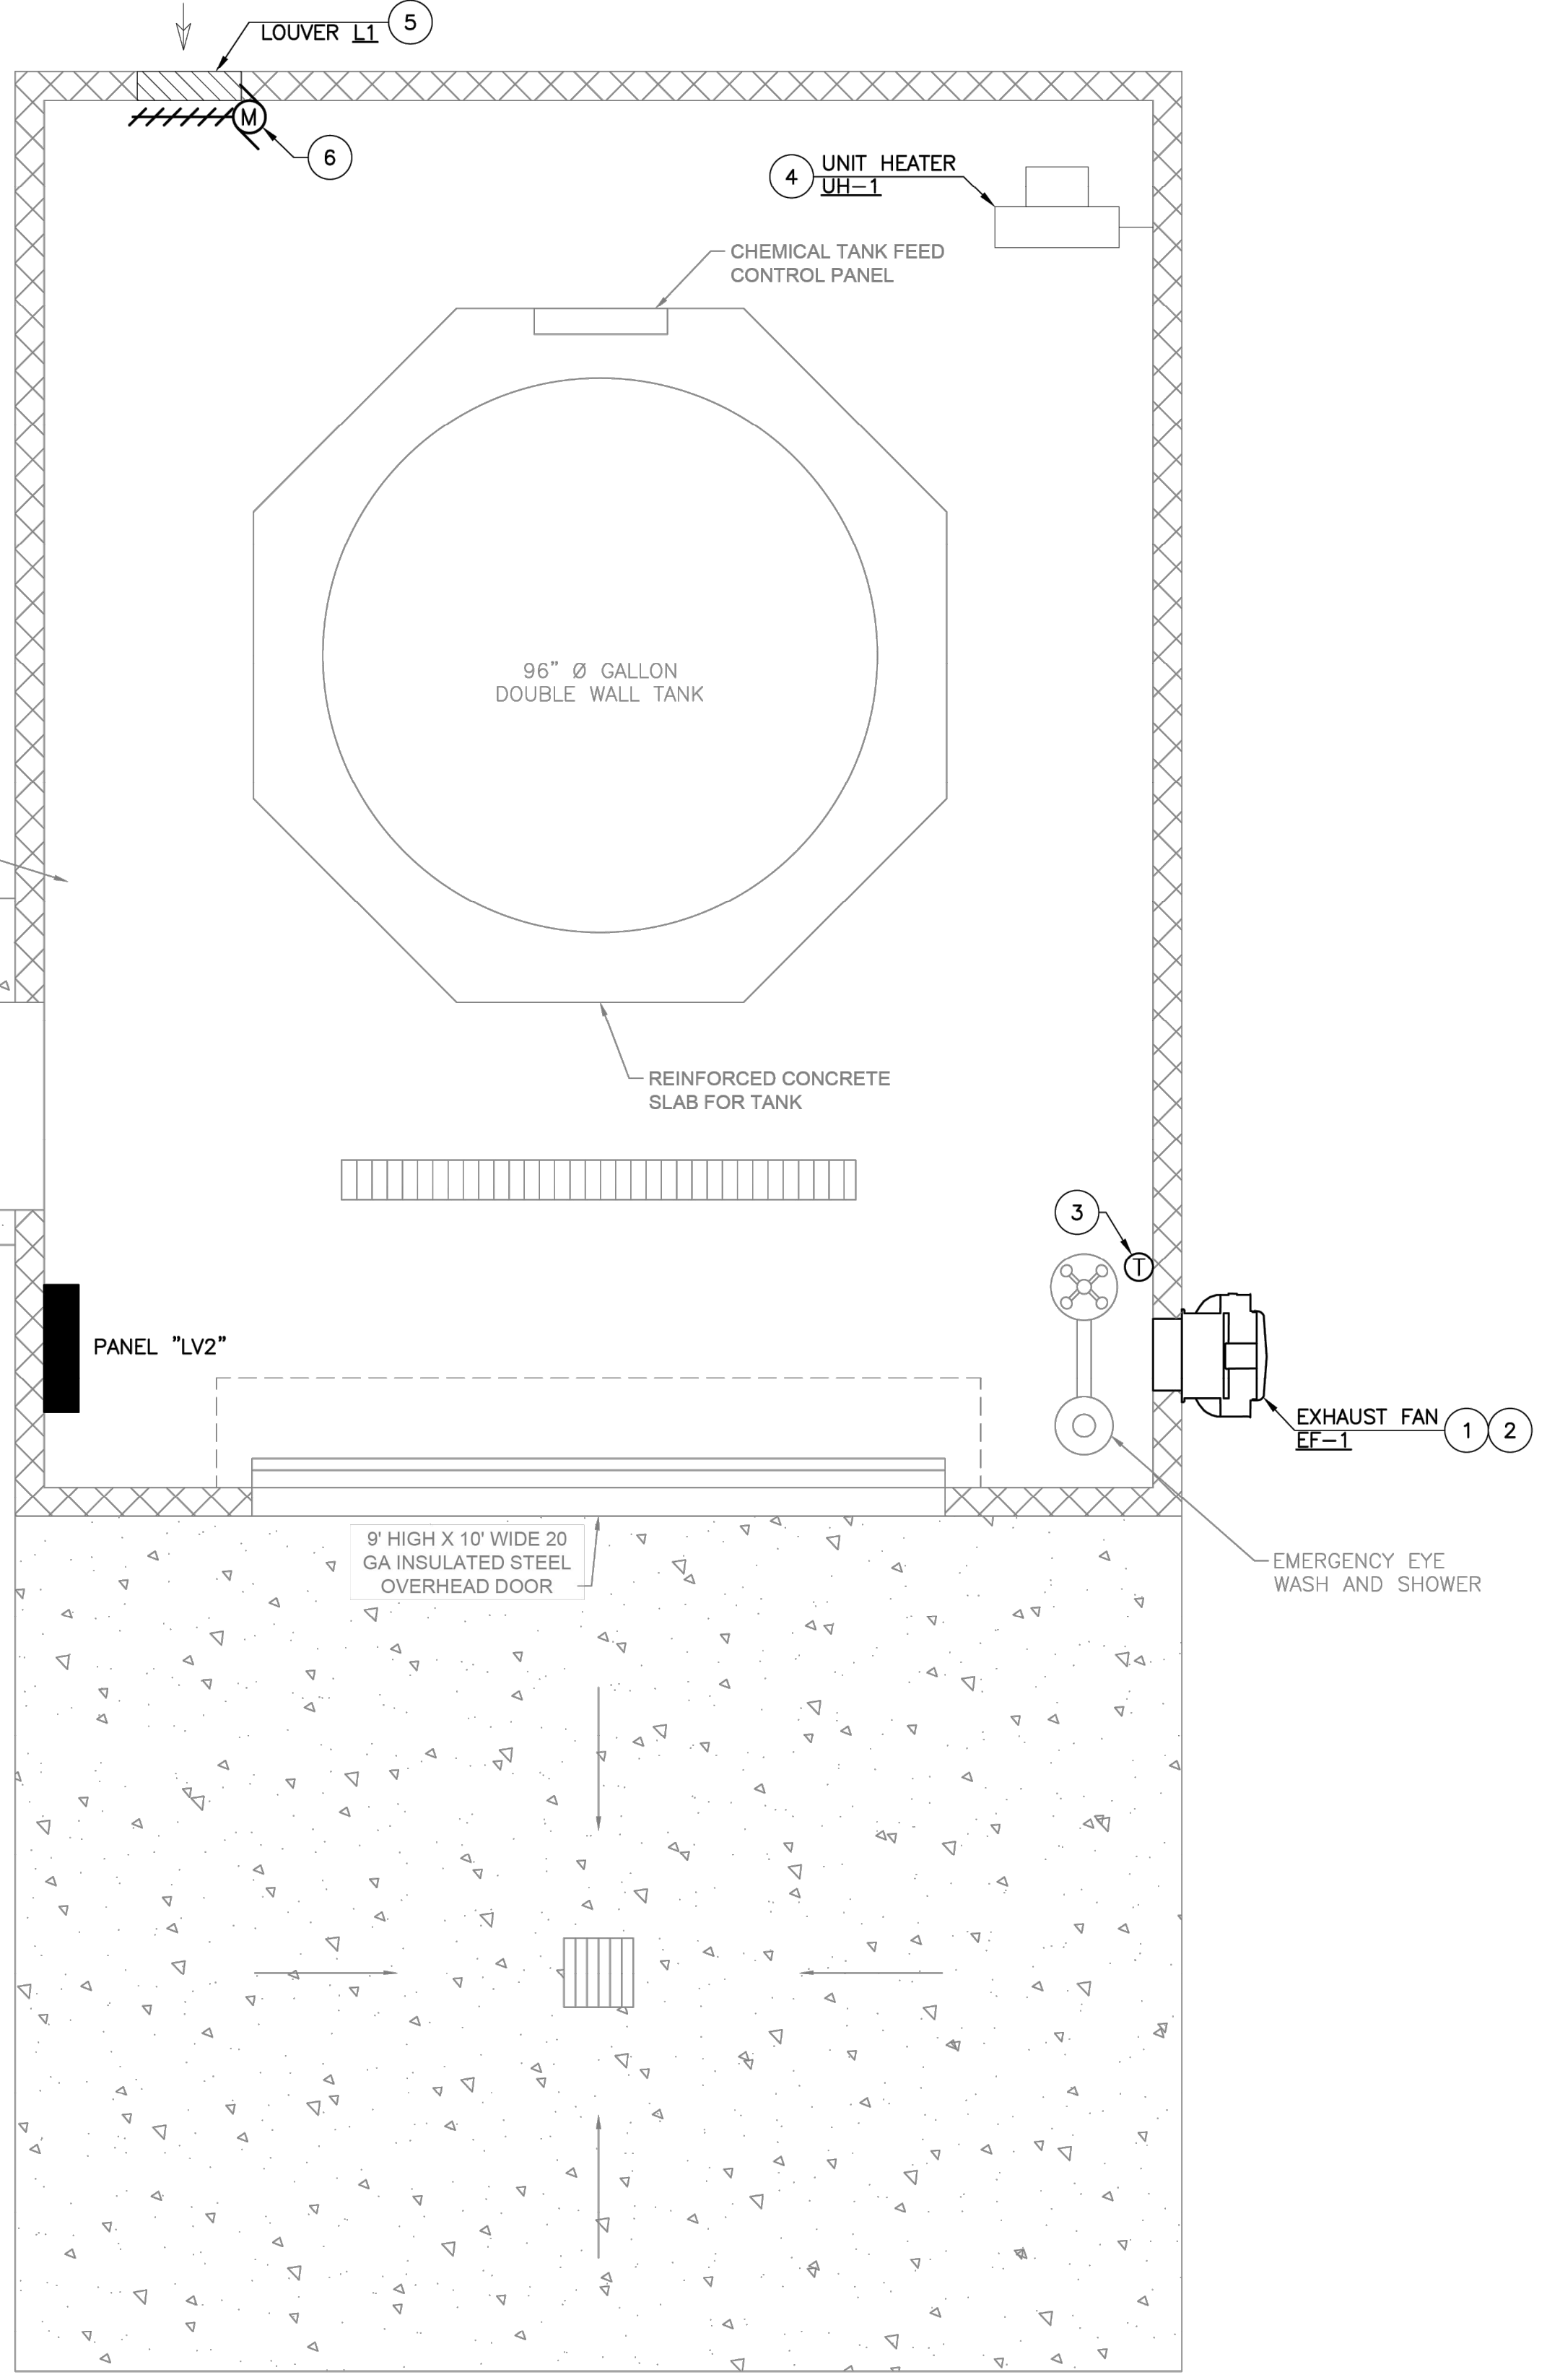 LOUVER L1 5
M
6
4 UNIT HEATER
UH-1
CHEMICAL TANK FEED
CONTROL PANEL
96" Ø GALLON
DOUBLE WALL TANK
REINFORCED CONCRETE
SLAB FOR TANK
3
T
PANEL "LV2"
EXHAUST FAN 1 2
EF-1
9' HIGH X 10' WIDE 20
GA INSULATED STEEL
OVERHEAD DOOR
EMERGENCY EYE
WASH AND SHOWER